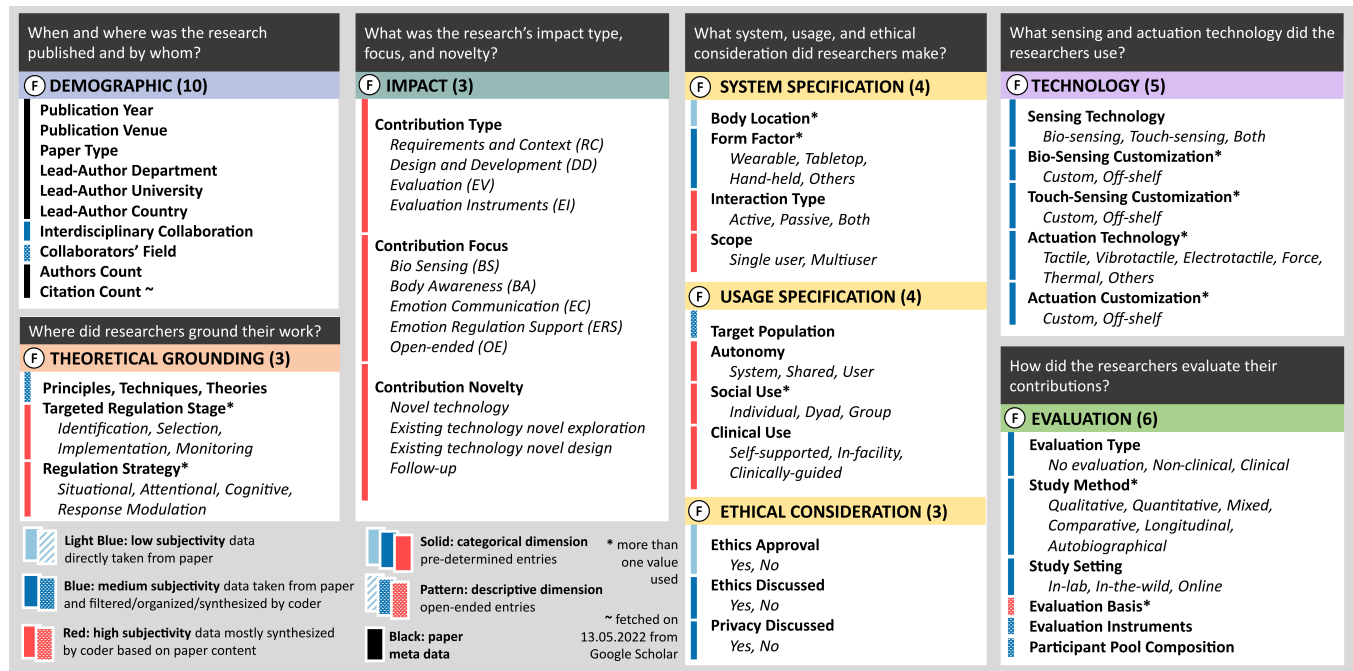 When and where was the research
published and by whom?
F DEMOGRAPHIC (10)
Publication Year
Publication Venue
Paper Type
Lead-Author Department
Lead-Author University
Lead-Author Country
Interdisciplinary Collaboration
Collaborators' Field
Authors Count
Citation Count ~
Where did researchers ground their work?
F THEORETICAL GROUNDING (3)
Principles, Techniques, Theories
Targeted Regulation Stage*
Identification, Selection,
Implementation, Monitoring
Regulation Strategy*
Situational, Attentional, Cognitive,
Response Modulation
Light Blue: low subjectivity data
directly taken from paper
Blue: medium subjectivity data taken from paper
and filtered/organized/synthesized by coder
Red: high subjectivity data mostly synthesized
by coder based on paper content
What was the research's impact type,
focus, and novelty?
F IMPACT (3)
Contribution Type
Requirements and Context (RC)
Design and Development (DD)
Evaluation (EV)
Evaluation Instruments (EI)
Contribution Focus
Bio Sensing (BS)
Body Awareness (BA)
Emotion Communication (EC)
Emotion Regulation Support (ERS)
Open-ended (OE)
Contribution Novelty
Novel technology
Existing technology novel exploration
Existing technology novel design
Follow-up
Solid: categorical dimension
pre-determined entries
Pattern: descriptive dimension
open-ended entries
Black: paper
meta data
* more than
one value
used
~ fetched on
13.05.2022 from
Google Scholar
What system, usage, and ethical
consideration did researchers make?
F SYSTEM SPECIFICATION (4)
Body Location*
Form Factor*
Wearable, Tabletop,
Hand-held, Others
Interaction Type
Active, Passive, Both
Scope
Single user, Multiuser
F USAGE SPECIFICATION (4)
Target Population
Autonomy
System, Shared, User
Social Use*
Individual, Dyad, Group
Clinical Use
Self-supported, In-facility,
Clinically-guided
F ETHICAL CONSIDERATION (3)
Ethics Approval
Yes, No
Ethics Discussed
Yes, No
Privacy Discussed
Yes, No
What sensing and actuation technology did the
researchers use?
F TECHNOLOGY (5)
Sensing Technology
Bio-sensing, Touch-sensing, Both
Bio-Sensing Customization*
Custom, Off-shelf
Touch-Sensing Customization*
Custom, Off-shelf
Actuation Technology*
Tactile, Vibrotactile, Electrotactile, Force,
Thermal, Others
Actuation Customization*
Custom, Off-shelf
How did the researchers evaluate their
contributions?
F EVALUATION (6)
Evaluation Type
No evaluation, Non-clinical, Clinical
Study Method*
Qualitative, Quantitative, Mixed,
Comparative, Longitudinal,
Autobiographical
Study Setting
In-lab, In-the-wild, Online
Evaluation Basis*
Evaluation Instruments
Participant Pool Composition